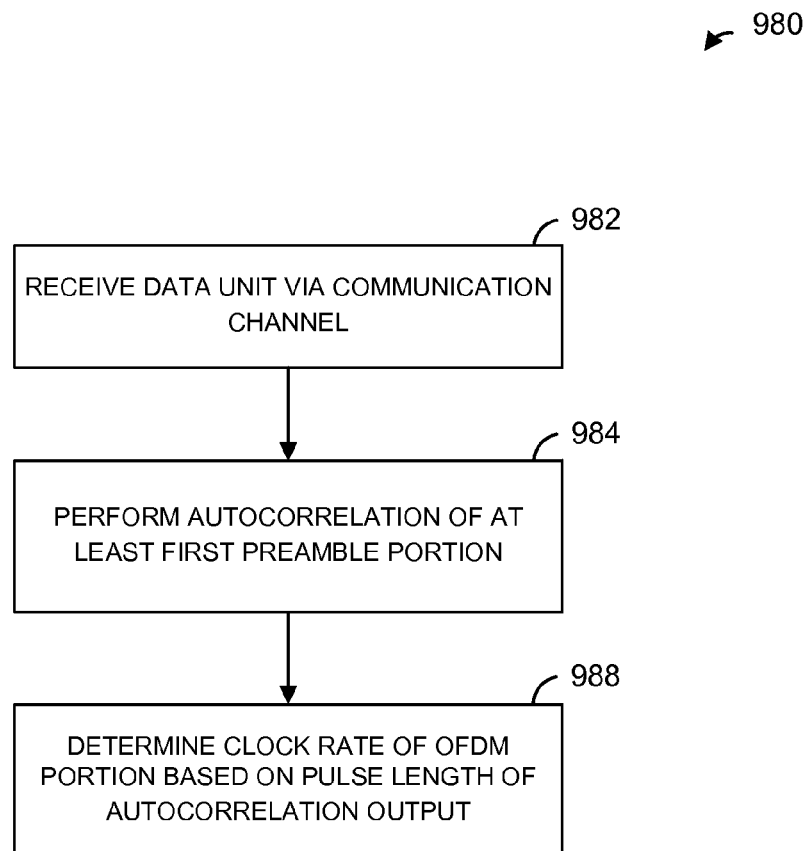 980
982
RECEIVE DATA UNIT VIA COMMUNICATION
CHANNEL
984
PERFORM AUTOCORRELATION OF AT
LEAST FIRST PREAMBLE PORTION
988
DETERMINE CLOCK RATE OF OFDM
PORTION BASED ON PULSE LENGTH OF
AUTOCORRELATION OUTPUT